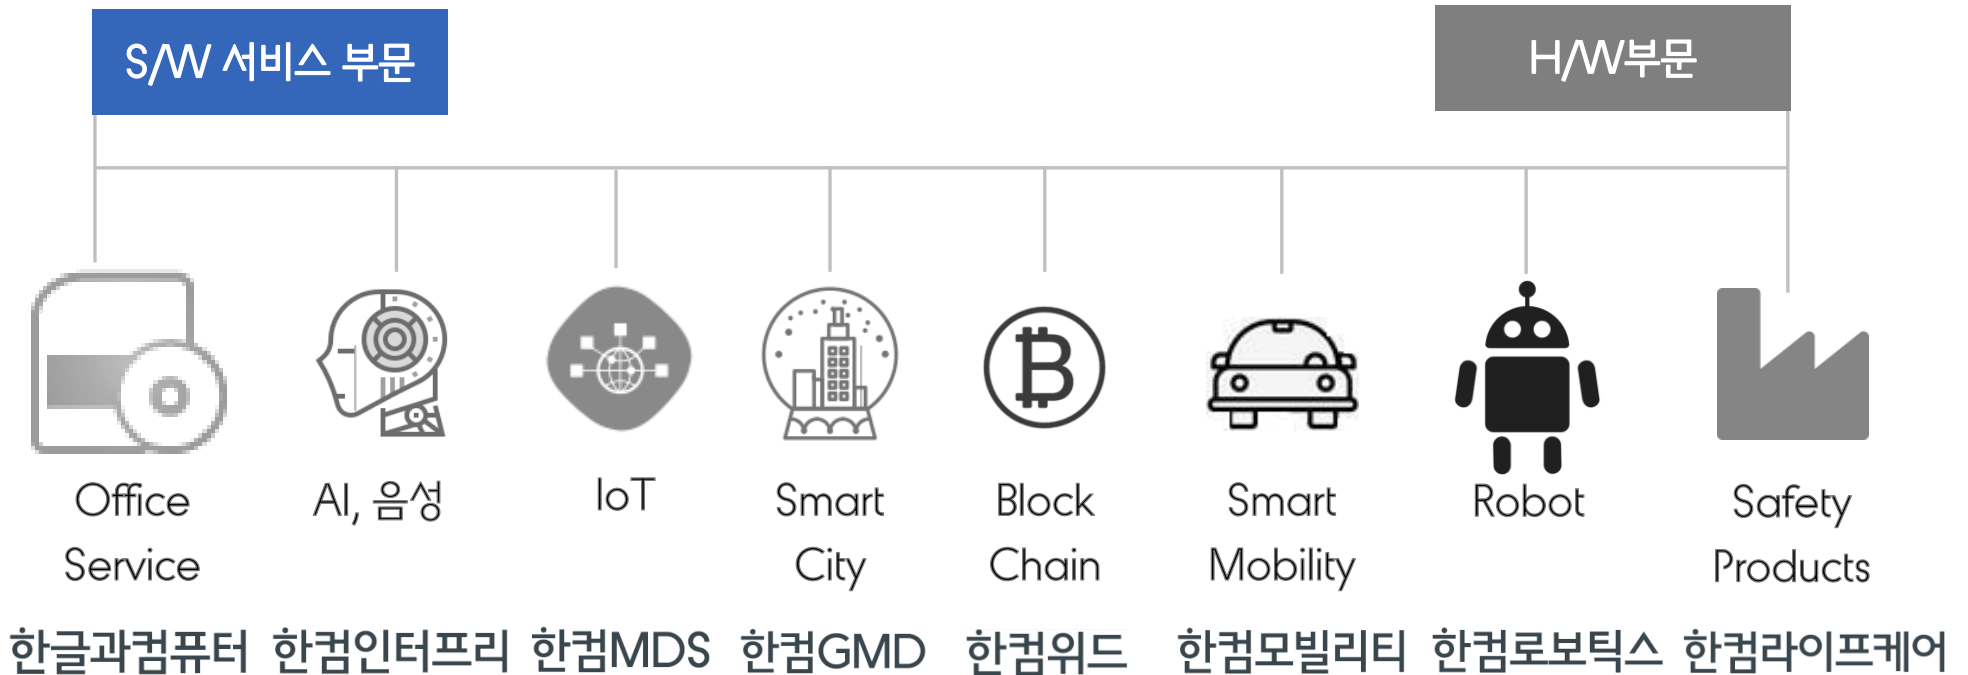 S/W 서비스 부문
H/W부문
Office
Service
AI, 음성
IoT
Smart
City
Block
Chain
Smart
Mobility
Robot
Safety
Products
한글과컴퓨터
한컴인터프리
한컴MDS
한컴GMD
한컴위드
한컴모빌리티
한컴로보틱스
한컴라이프케어